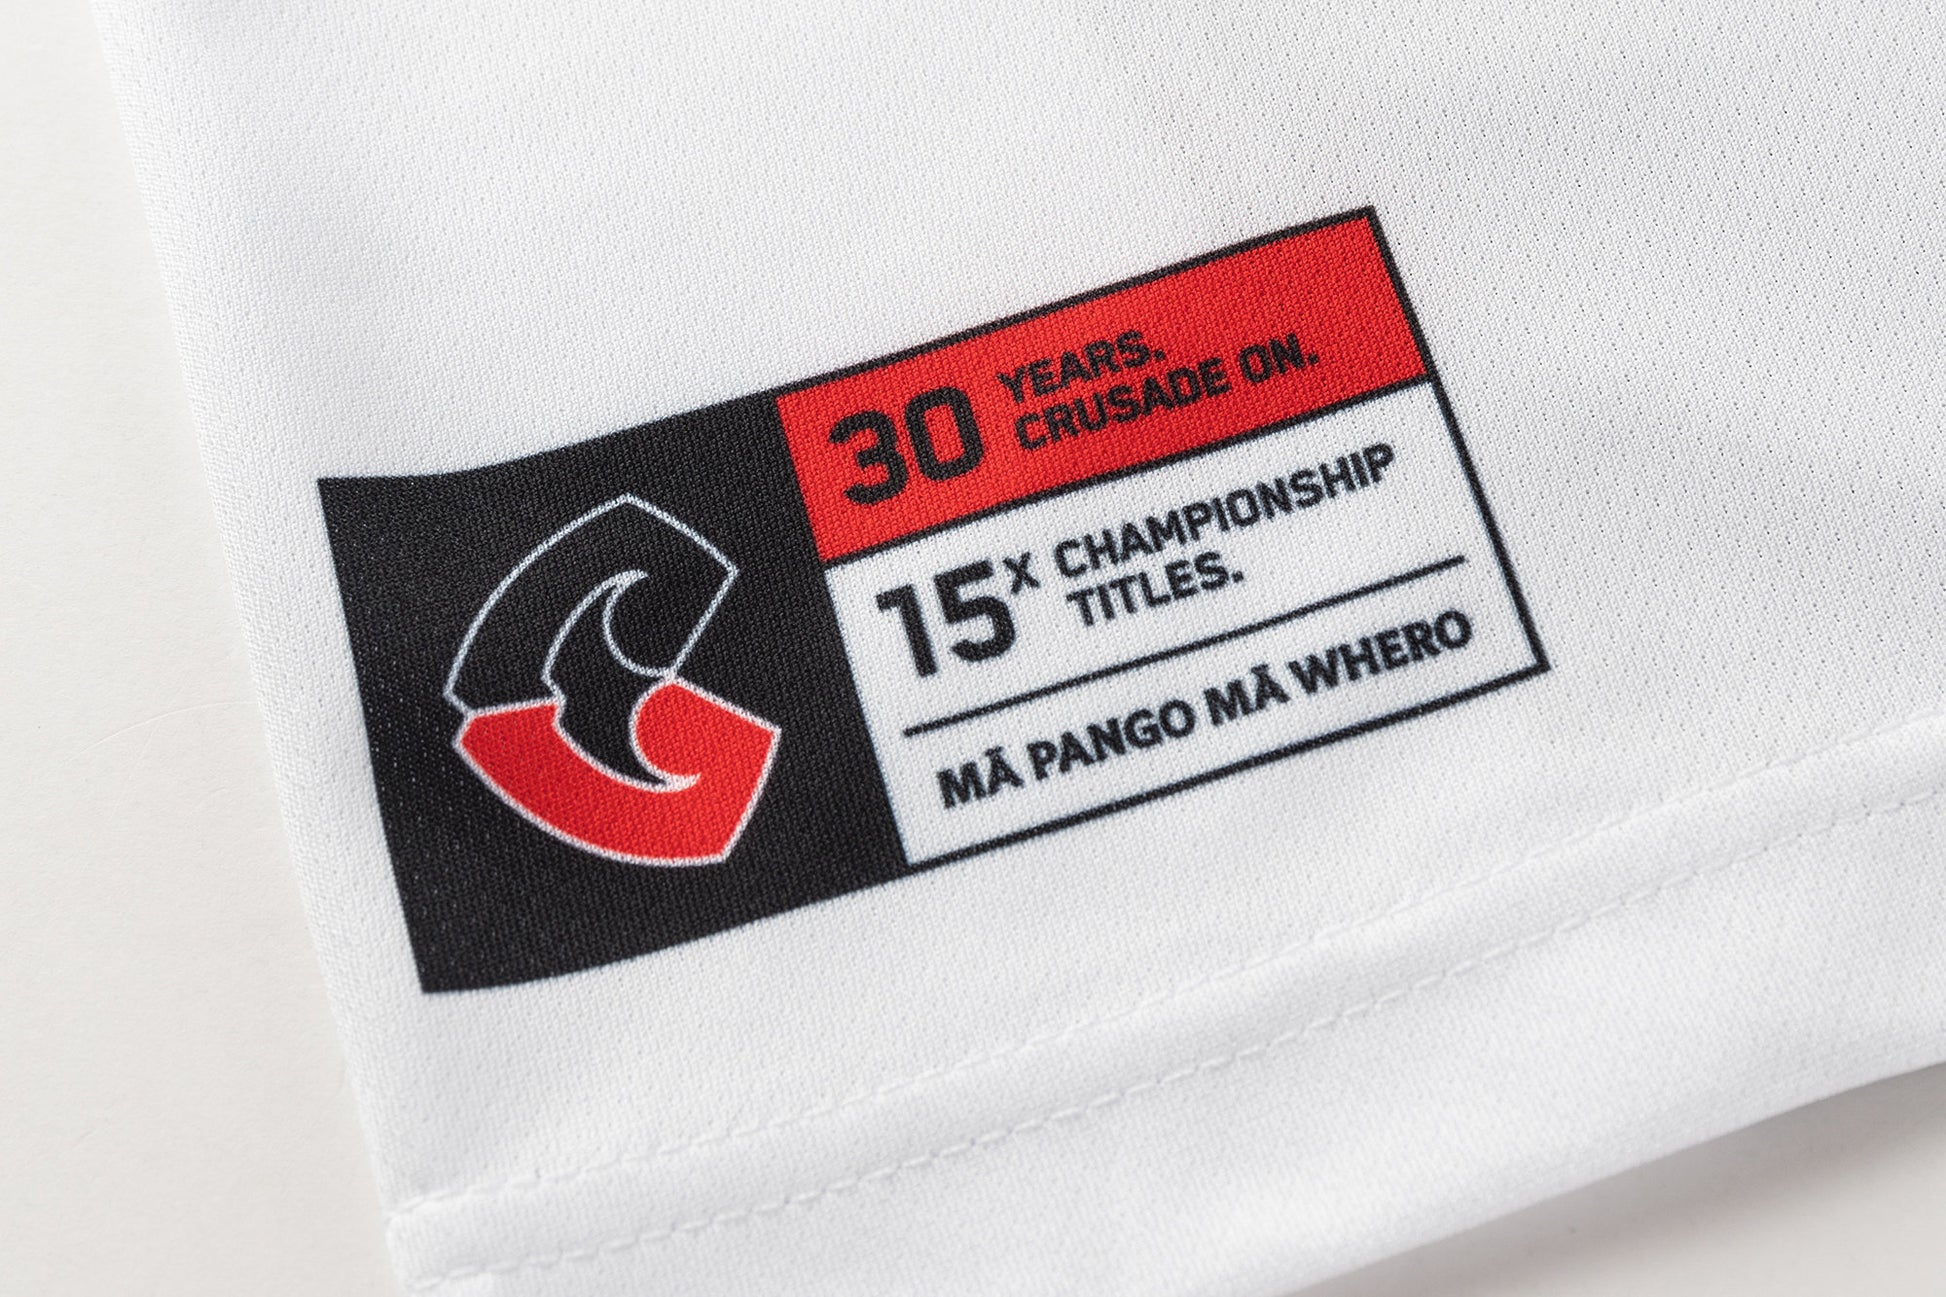 30 YEARS.
CRUSADE ON.
15X CHAMPIONSHIP
TITLES.
MĀ PANGO MĀ WHERO